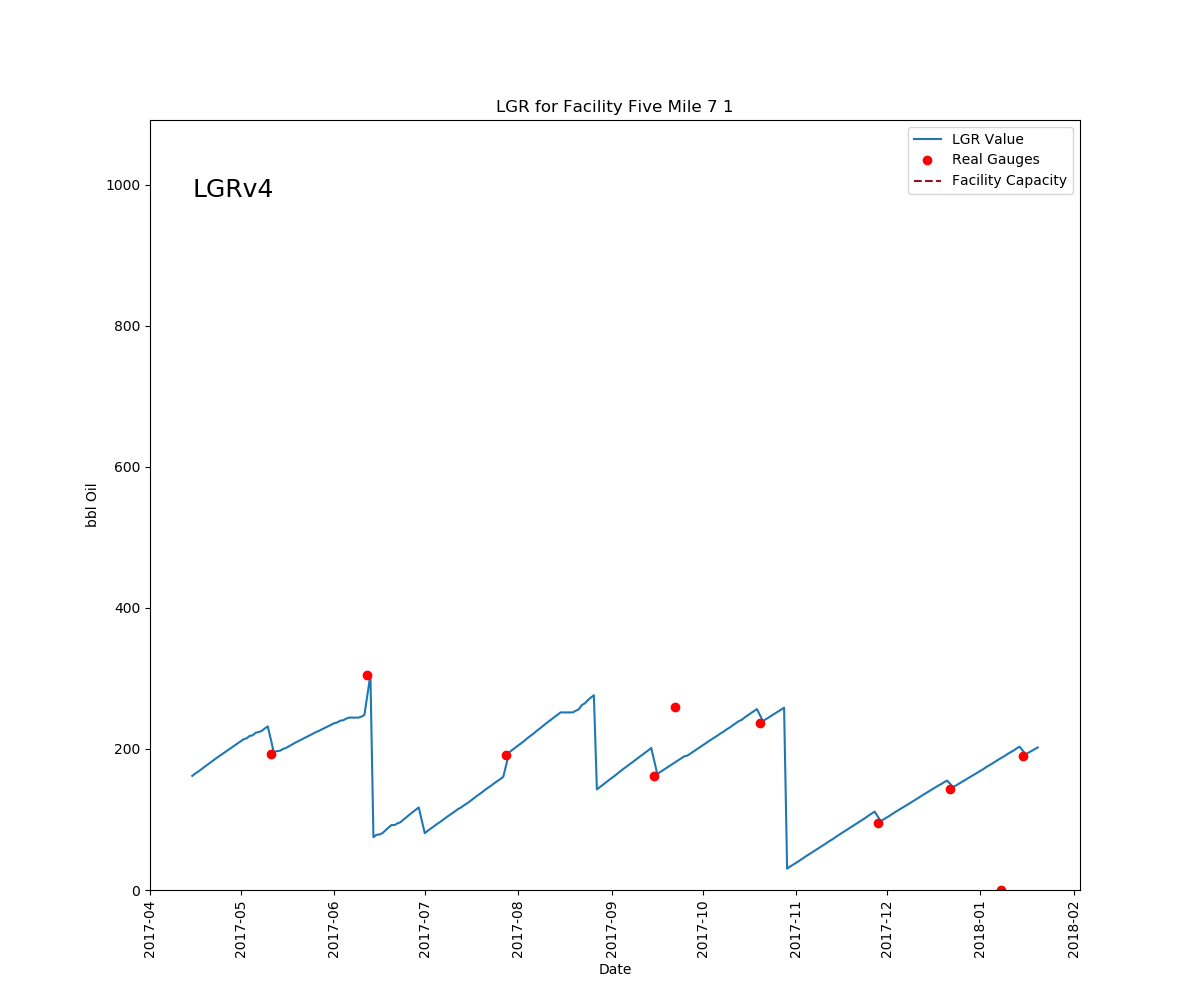 LGR for Facility Five Mile 7 1
LGR Value
Real Gauges
Facility Capacity
LGRv4
1000
800
600
400
200
0
bbl Oil
2017-04
2017-05
2017-06
2017-07
2017-08
2017-09
2017-10
2017-11
2017-12
2018-01
2018-02
Date